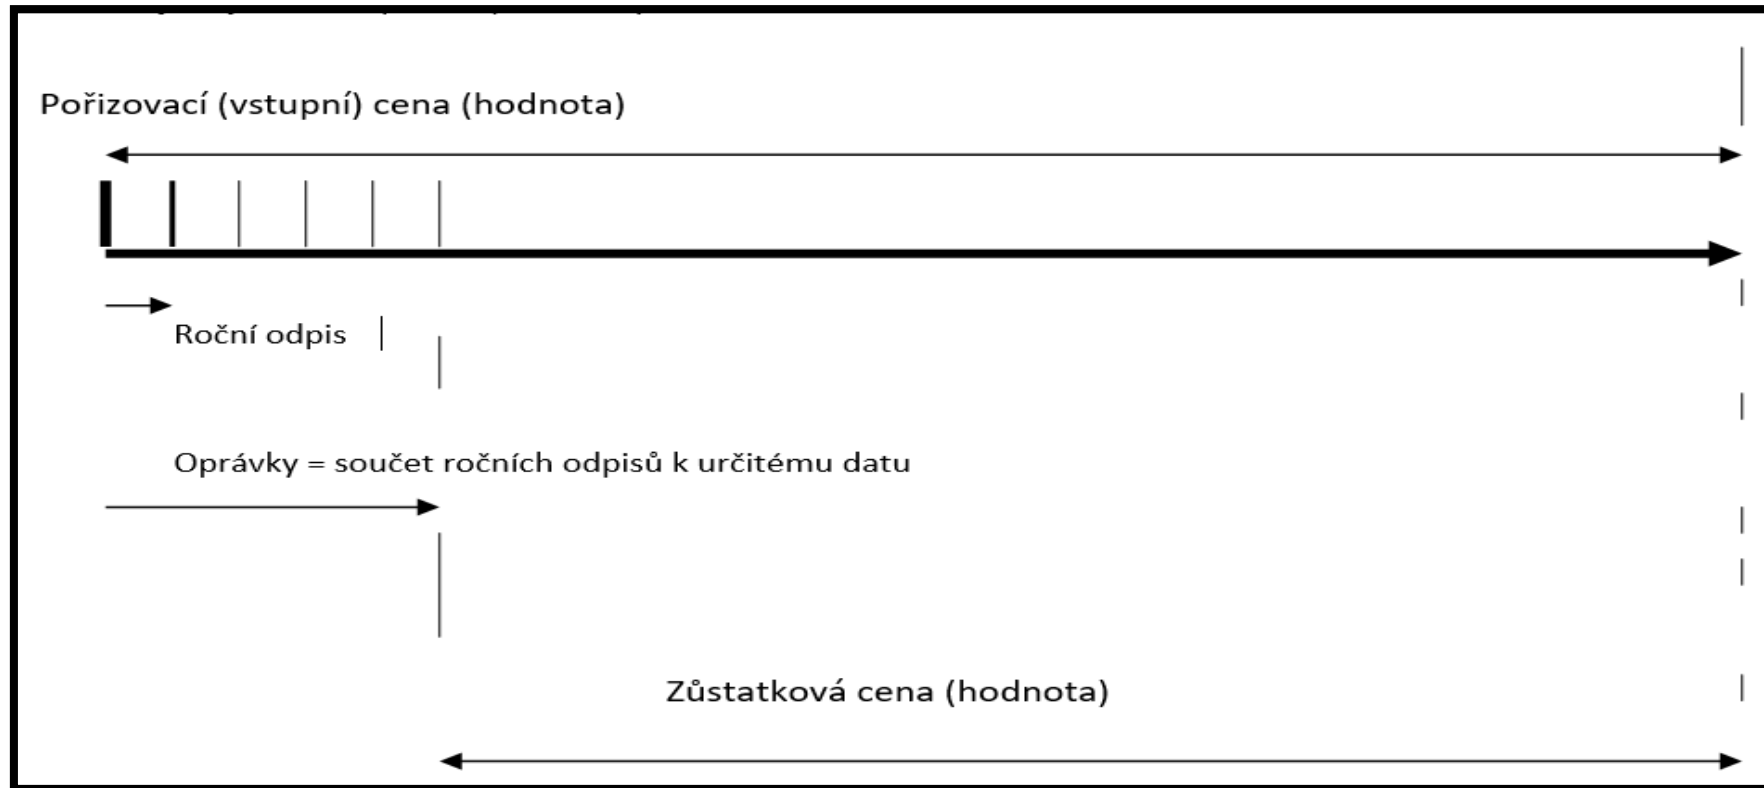 Pořizovací (vstupní) cena (hodnota)
Roční odpis
Oprávky = součet ročních odpisů k určitému datu
Zůstatková cena (hodnota)